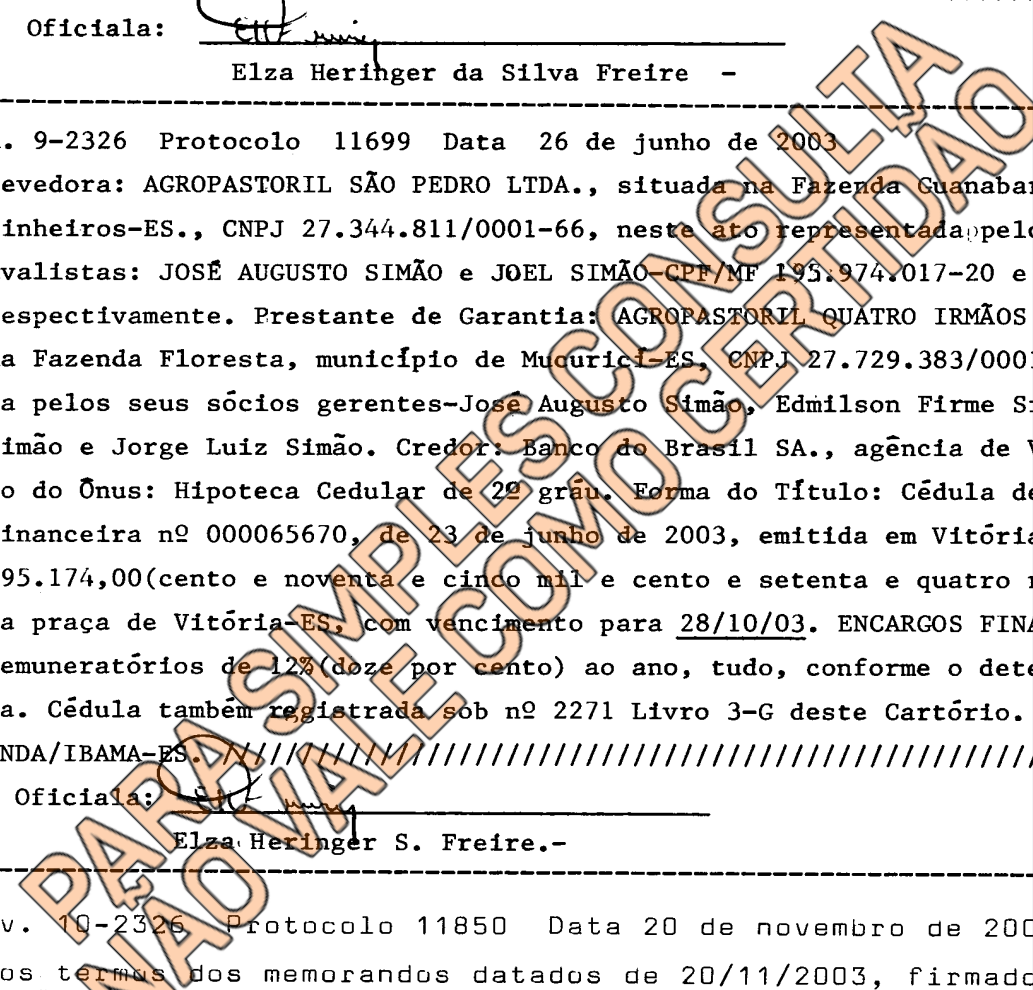 Oficiala:
Elza Heringer da Silva Freire -
. 9-2326 Protocolo 11699 Data 26 de junho de 2003
evedora: AGROPASTORIL SÃO PEDRO LTDA., situada na Fazenda Guanabar
inheiros-ES., CNPJ 27.344.811/0001-66, neste ato representada pelo
valistas: JOSÉ AUGUSTO SIMÃO e JOEL SIMÃO-CPF/MF 195.974.017-20 e
espectivamente. Prestante de Garantia: AGROPASTORIL QUATRO IRMÃOS
a Fazenda Floresta, município de Mucurici-ES, CNPJ 27.729.383/0001
a pelos seus sócios gerentes-José Augusto Simão, Edmilson Firme Si
imão e Jorge Luiz Simão. Credor: Banco do Brasil SA., agência de V
o do Ônus: Hipoteca Cedular de 2º gráu. Forma do Título: Cédula de
inanceira nº 000065670, de 23 de junho de 2003, emitida em Vitória
95.174,00(cento e noventa e cinco mil e cento e setenta e quatro r
a praça de Vitória-ES, com vencimento para 28/10/03. ENCARGOS FINA
emuneratórios de 12%(doze por cento) ao ano, tudo, conforme o dete
a. Cédula também registrada sob nº 2271 Livro 3-G deste Cartório.
NDA/IBAMA-ES. ////////////////////////////////////////////////////
Oficiala:
Elza Heringer S. Freire.-
v. 10-2326 Protocolo 11850 Data 20 de novembro de 200
os termos dos memorandos datados de 20/11/2003, firmado
PARA SIMPLES CONSULTA
NÃO VALE COMO CERTIDÃO